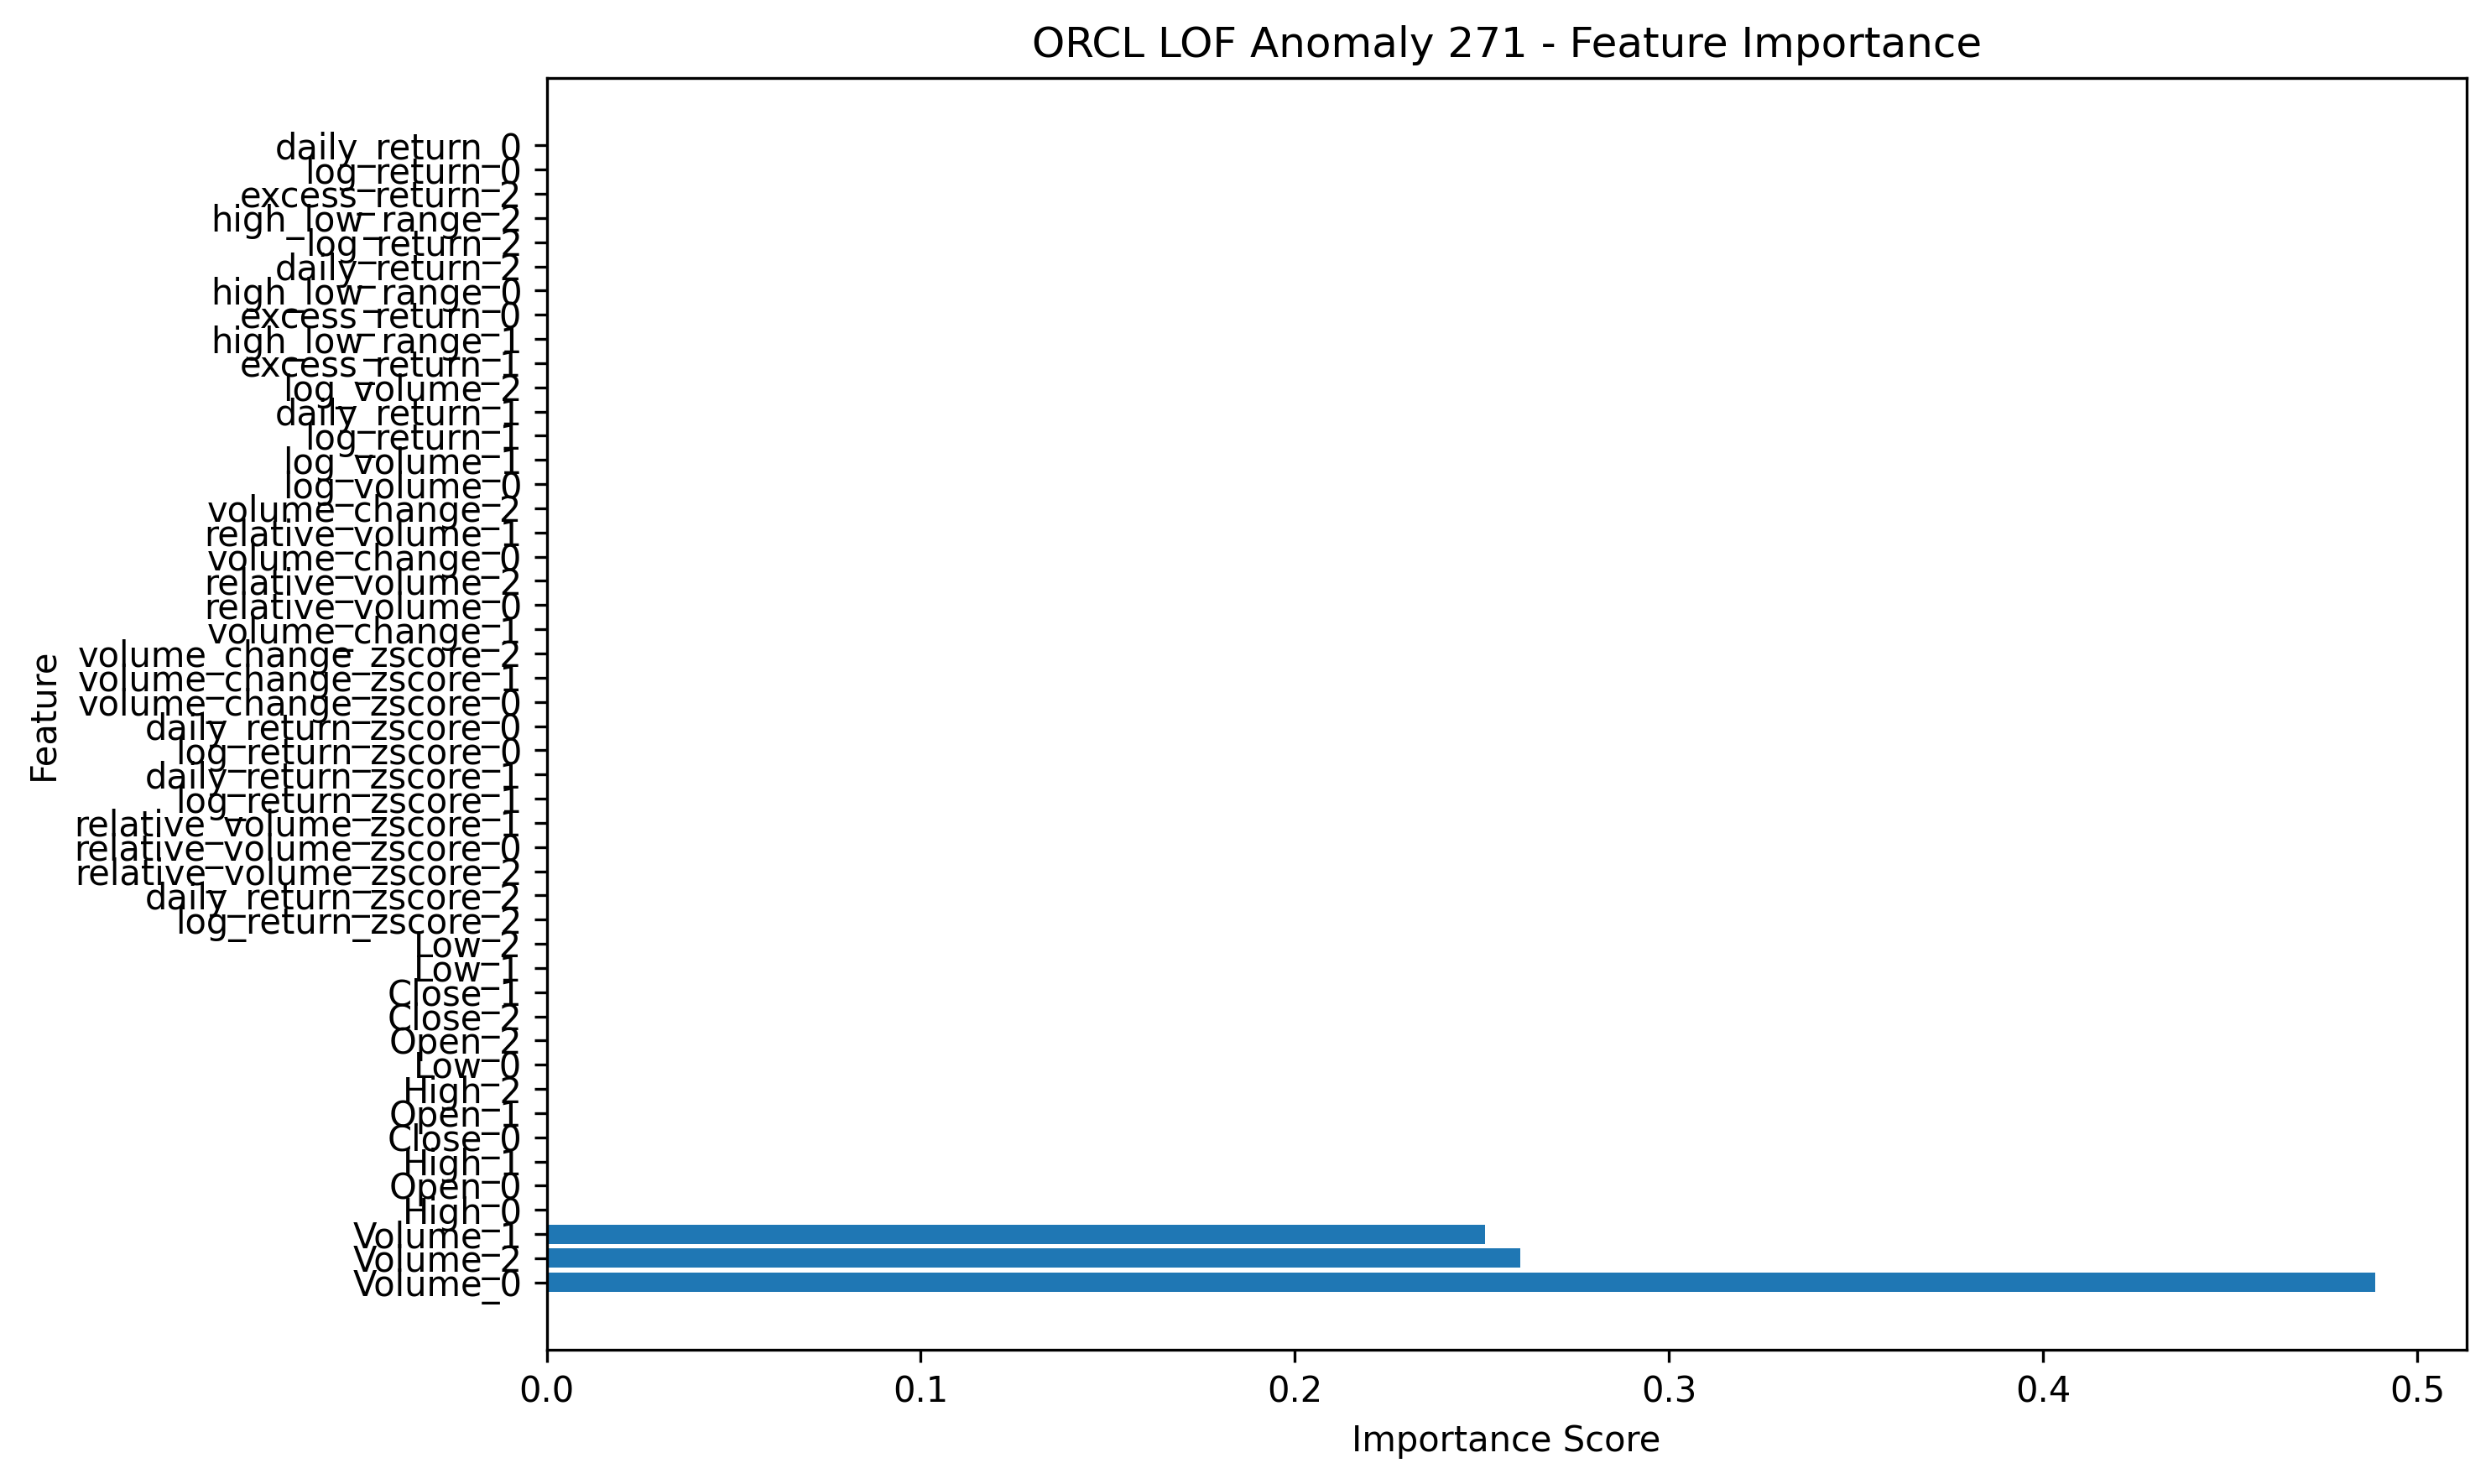 ORCL LOF Anomaly 271 - Feature Importance
daily_return_0
log_return_0
excess_return_2
high_low_range_2
log_return_2
daily_return_2
high_low_range_0
excess_return_0
high_low_range_1
excess_return_1
log_volume_2
daily_return_1
log_return_1
log_volume_1
log_volume_0
volume_change_2
relative_volume_1
volume_change_0
relative_volume_2
relative_volume_0
volume_change_1
volume_change_zscore_2
volume_change_zscore_1
volume_change_zscore_0
daily_return_zscore_0
log_return_zscore_0
daily_return_zscore_1
log_return_zscore_1
relative_volume_zscore_1
relative_volume_zscore_0
relative_volume_zscore_2
daily_return_zscore_2
log_return_zscore_2
Low_2
Low_1
Close_1
Close_2
Open_2
Low_0
High_2
Open_1
Close_0
High_1
Open_0
High_0
Volume_1
Volume_2
Volume_0
Feature
0.0 0.1 0.2 0.3 0.4 0.5
Importance Score